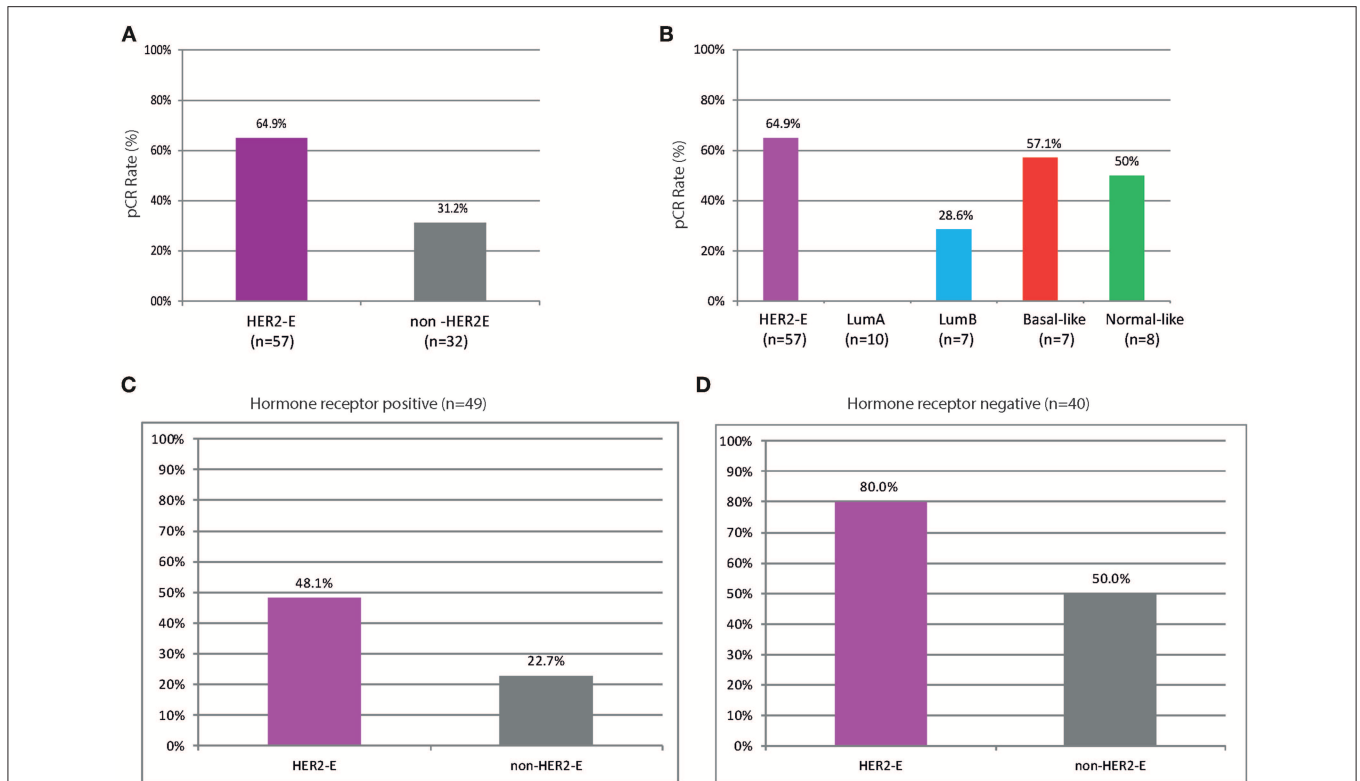 A
100%
80%
60%
40%
20%
00%
pCR Rate (%)
64.9%
31.2%
HER2-E
(n=57)
non -HER2E
(n=32)
B
100%
80%
60%
40%
20%
0%
pCR Rate (%)
64.9%
28.6%
57.1%
50%
HER2-E
(n=57)
LumA
(n=10)
LumB
(n=7)
Basal-like
(n=7)
Normal-like
(n=8)
C
Hormone receptor positive (n=49)
100%
90%
80%
70%
60%
50%
40%
30%
20%
10%
0%
48.1%
22.7%
HER2-E
non-HER2-E
D
Hormone receptor negative (n=40)
100%
90%
80%
70%
60%
50%
40%
30%
20%
10%
0%
80.0%
50.0%
HER2-E
non-HER2-E